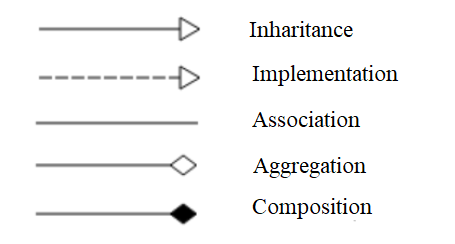 Inharitance
Implementation
Association
Aggregation
Composition